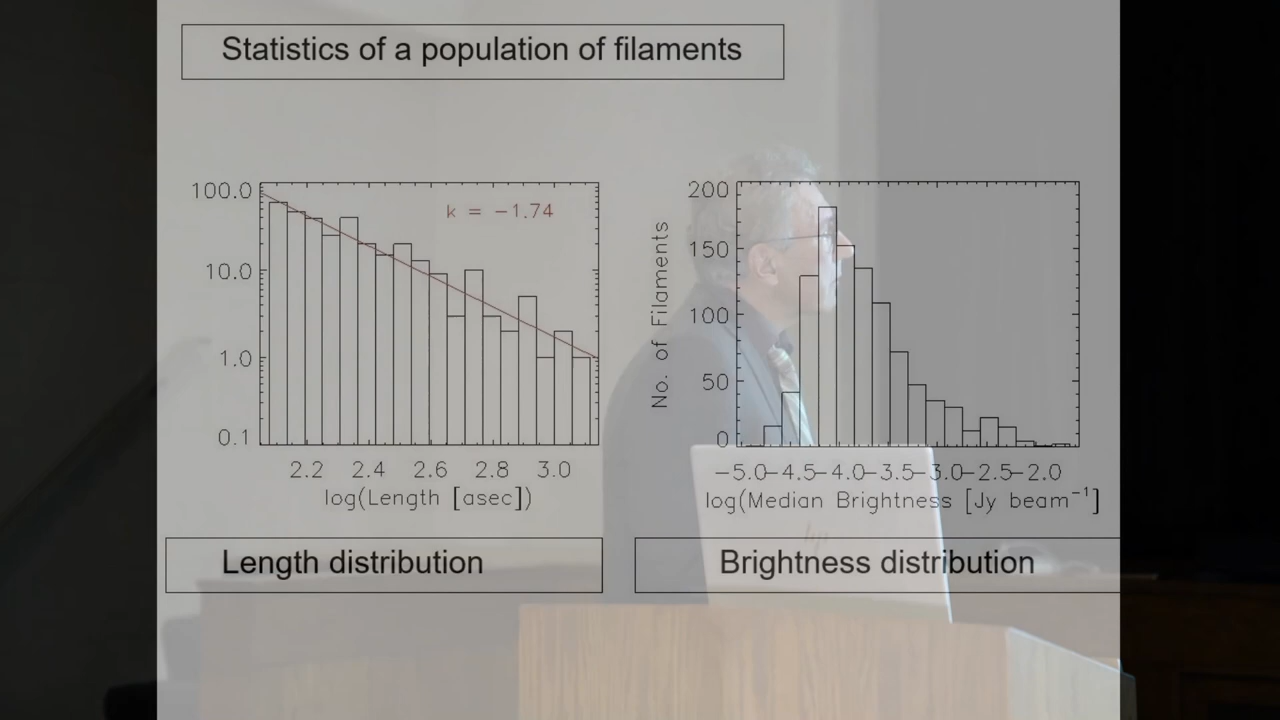 Statistics of a population of filaments
100.0
10.0
1.0
0.1
k = −1.74
2.2 2.4 2.6 2.8 3.0
log(Length [asec])
Length distribution
No. of Filaments
200
150
100
50
0
−5.0−4.5−4.0−3.5−3.0−2.5−2.0
log(Median Brightness [Jy beam⁻¹]
Brightness distribution
hp